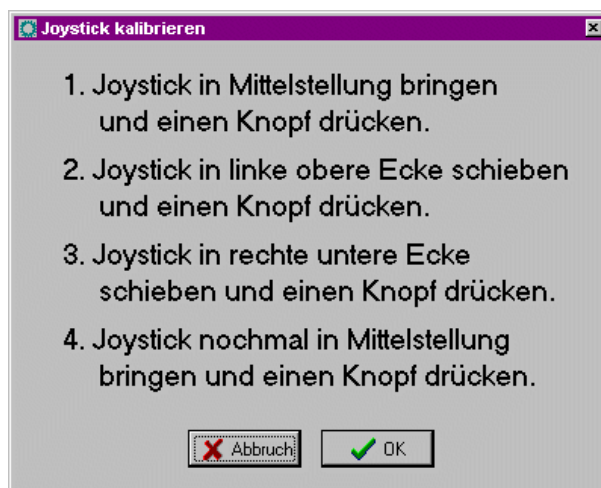 Joystick kalibrieren
1. Joystick in Mittelstellung bringen
und einen Knopf drücken.
2. Joystick in linke obere Ecke schieben
und einen Knopf drücken.
3. Joystick in rechte untere Ecke
schieben und einen Knopf drücken.
4. Joystick nochmal in Mittelstellung
bringen und einen Knopf drücken.
Abbruch OK